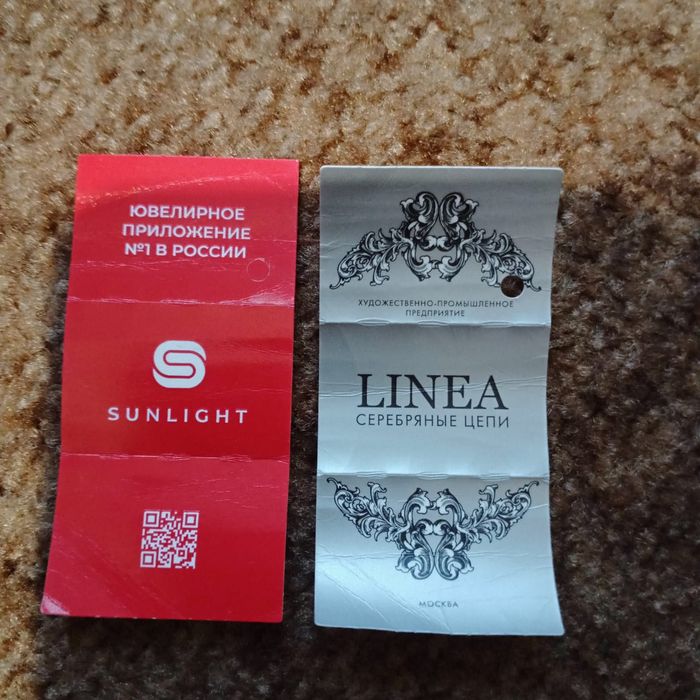 ЮВЕЛИРНОЕ
ПРИЛОЖЕНИЕ
№1 В РОССИИ
SUNLIGHT
ХУДОЖЕСТВЕННО-ПРОМЫШЛЕННОЕ
ПРЕДПРИЯТИЕ
LINEA
СЕРЕБРЯНЫЕ ЦЕПИ
МОСКВА